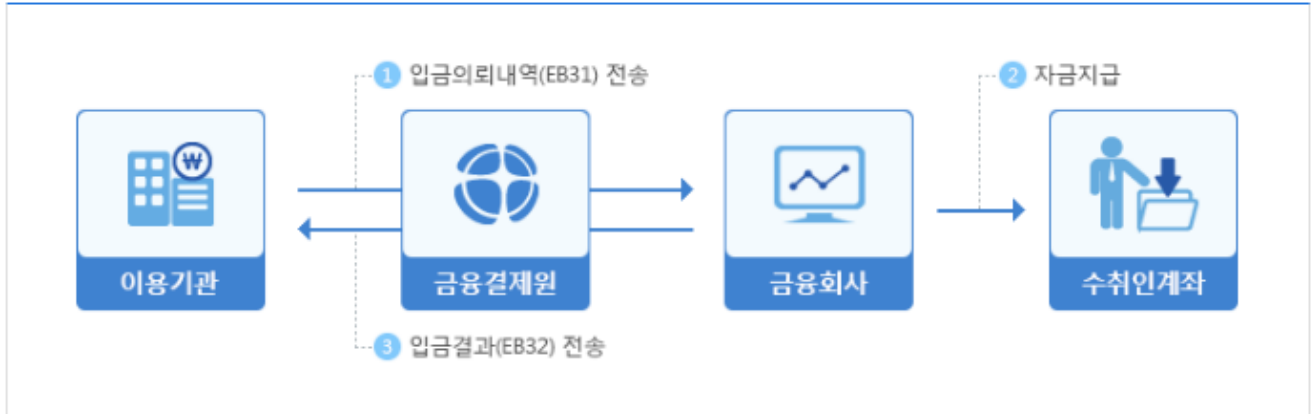 1 입금의뢰내역(EB31) 전송
2 자금지급
₩
이용기관
금융결제원
금융회사
수취인계좌
3 입금결과(EB32) 전송